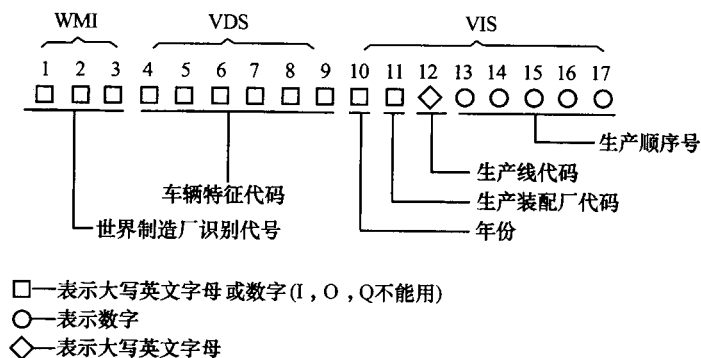 WMI VDS VIS
1 2 3 4 5 6 7 8 9 10 11 12 13 14 15 16 17
生产顺序号
生产线代码
车辆特征代码
生产装配厂代码
世界制造厂识别代号
年份
□—表示大写英文字母或数字(I，O，Q不能用)
○—表示数字
◇—表示大写英文字母